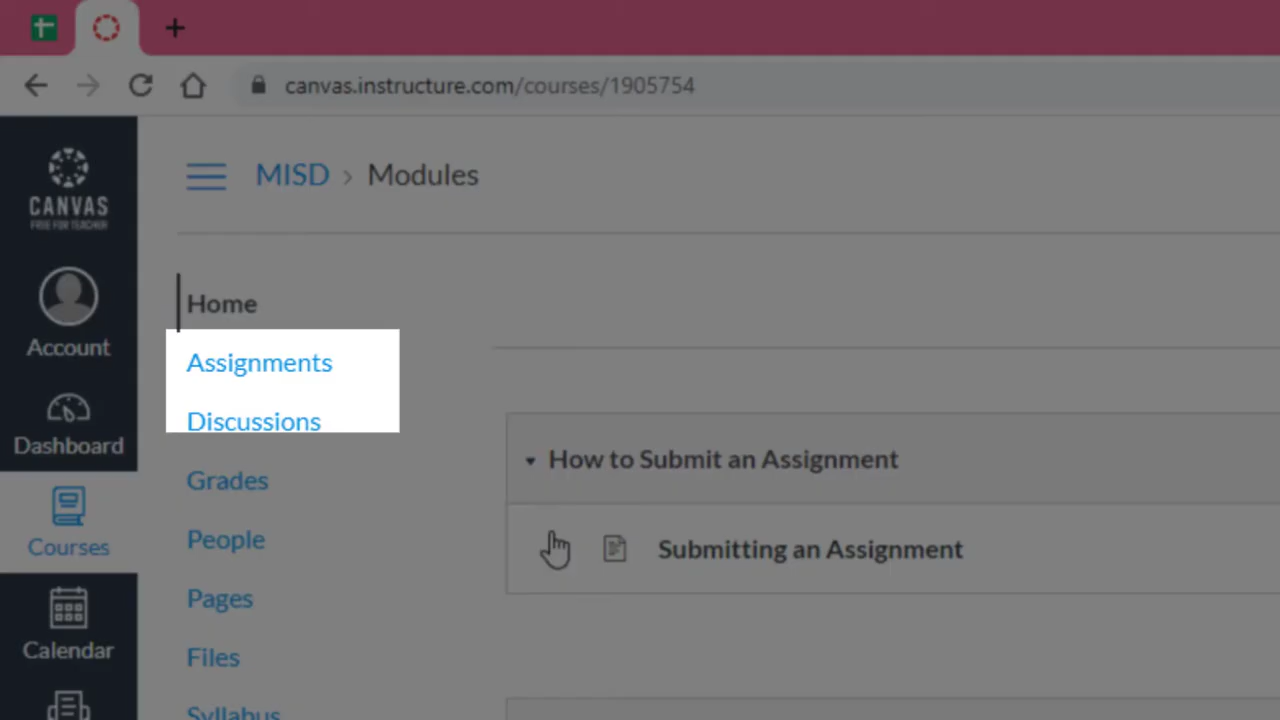 canvas.instructure.com/courses/1905754
CANVAS
FREE FOR TEACHER
MISD > Modules
Home
Account
Assignments
Discussions
Dashboard
How to Submit an Assignment
Grades
People
Courses
Submitting an Assignment
Pages
Calendar
Files
Syllabus